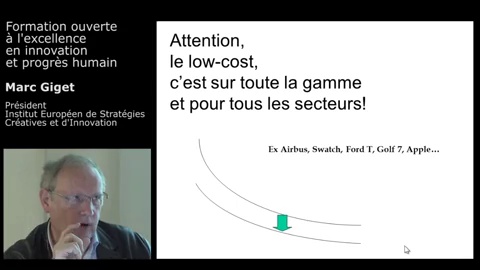 Formation ouverte
à l'excellence
en innovation
et progrès humain
Marc Giget
Président
Institut Européen de Stratégies
Créatives et d'Innovation
Attention,
le low-cost,
c’est sur toute la gamme
et pour tous les secteurs!
Ex Airbus, Swatch, Ford T, Golf 7, Apple…